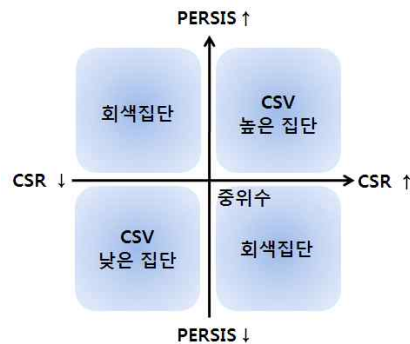 PERSIS ↑
회색집단
CSV
높은 집단
CSR ↓
CSR ↑
중위수
CSV
낮은 집단
회색집단
PERSIS ↓